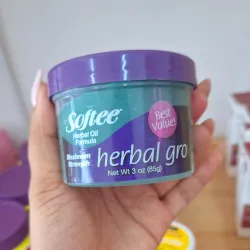 Softee
Herbal Oil
Formula
Best
Value!
Maximum
Strength
herbal gro
Net Wt 3 oz (85g)